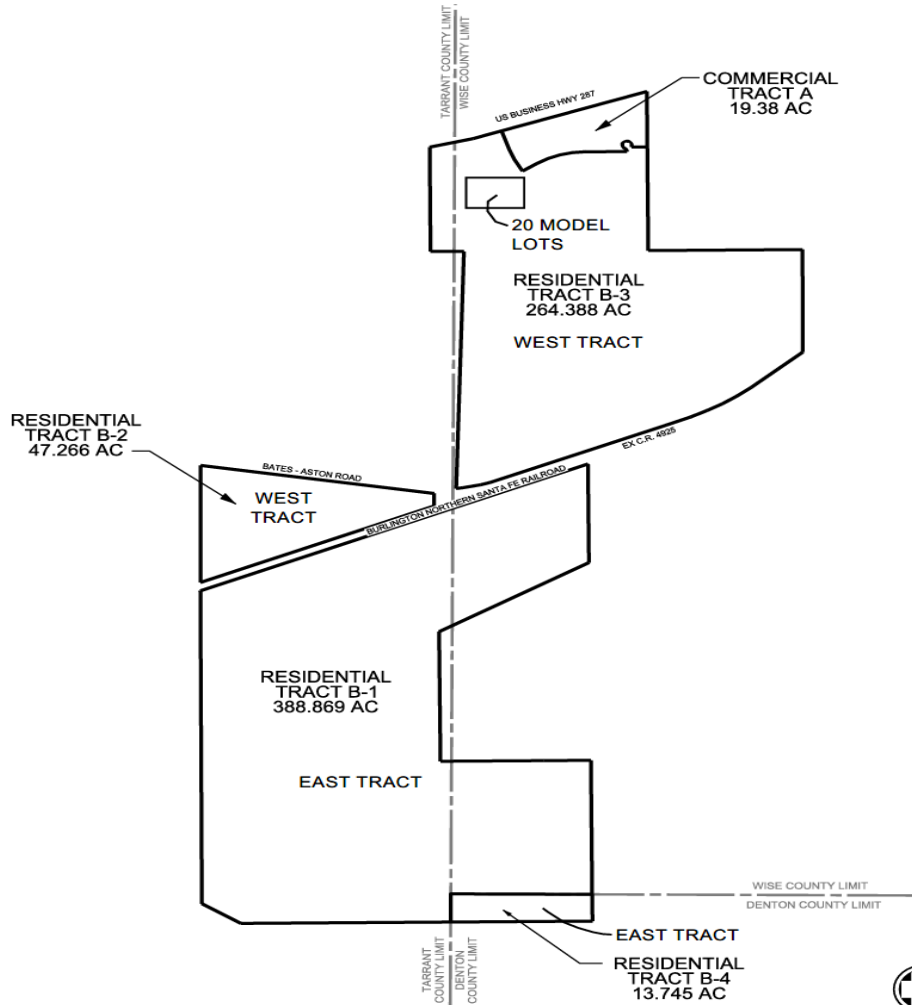 TARRANT COUNTY LIMIT
WISE COUNTY LIMIT
COMMERCIAL
TRACT A
19.38 AC
US BUSINESS HWY 287
20 MODEL
LOTS
RESIDENTIAL
TRACT B-3
264.388 AC
WEST TRACT
EX C.R. 4925
RESIDENTIAL
TRACT B-2
47.266 AC
BATES - ASTON ROAD
WEST
TRACT
BURLINGTON NORTHERN SANTA FE RAILROAD
RESIDENTIAL
TRACT B-1
388.869 AC
EAST TRACT
WISE COUNTY LIMIT
DENTON COUNTY LIMIT
EAST TRACT
TARRANT
COUNTY LIMIT
DENTON
COUNTY LIMIT
RESIDENTIAL
TRACT B-4
13.745 AC